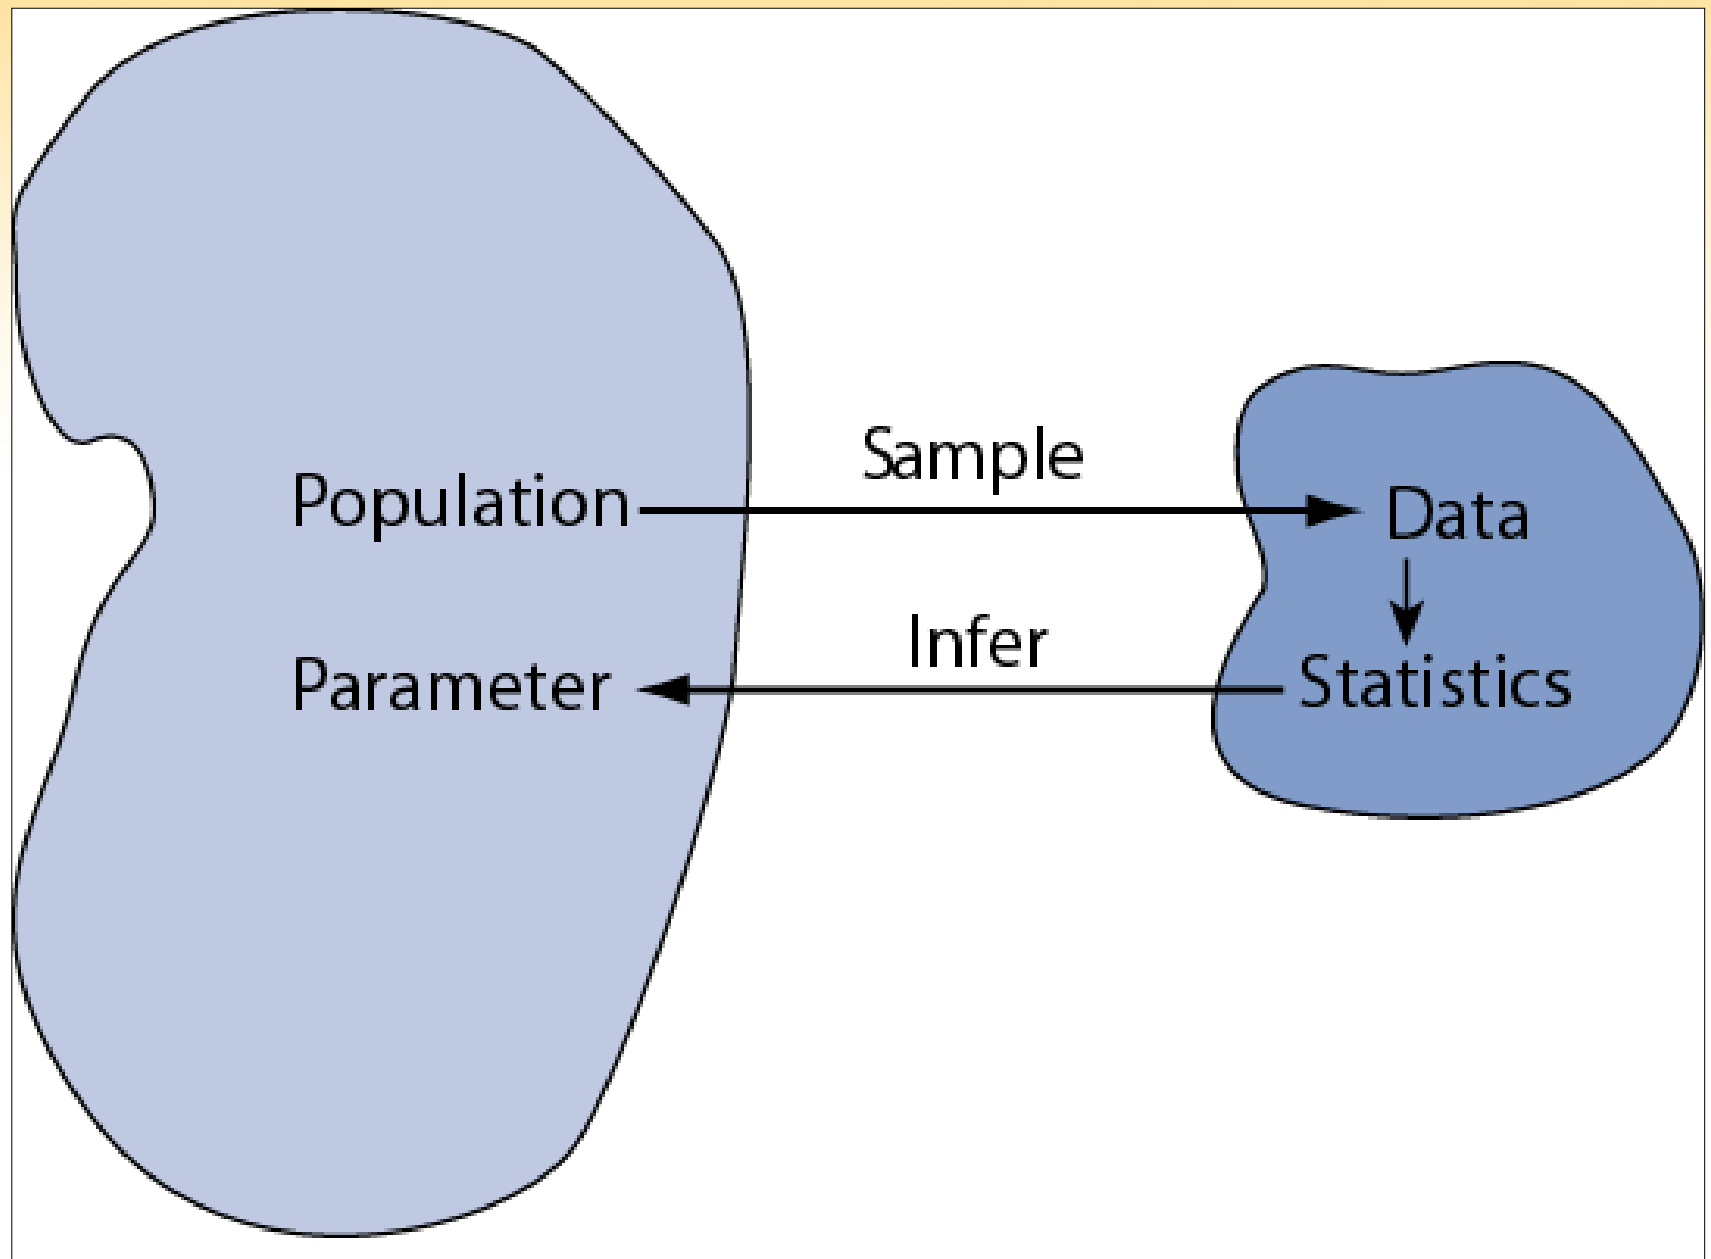 Sample
Population
Data
Infer
Parameter
Statistics